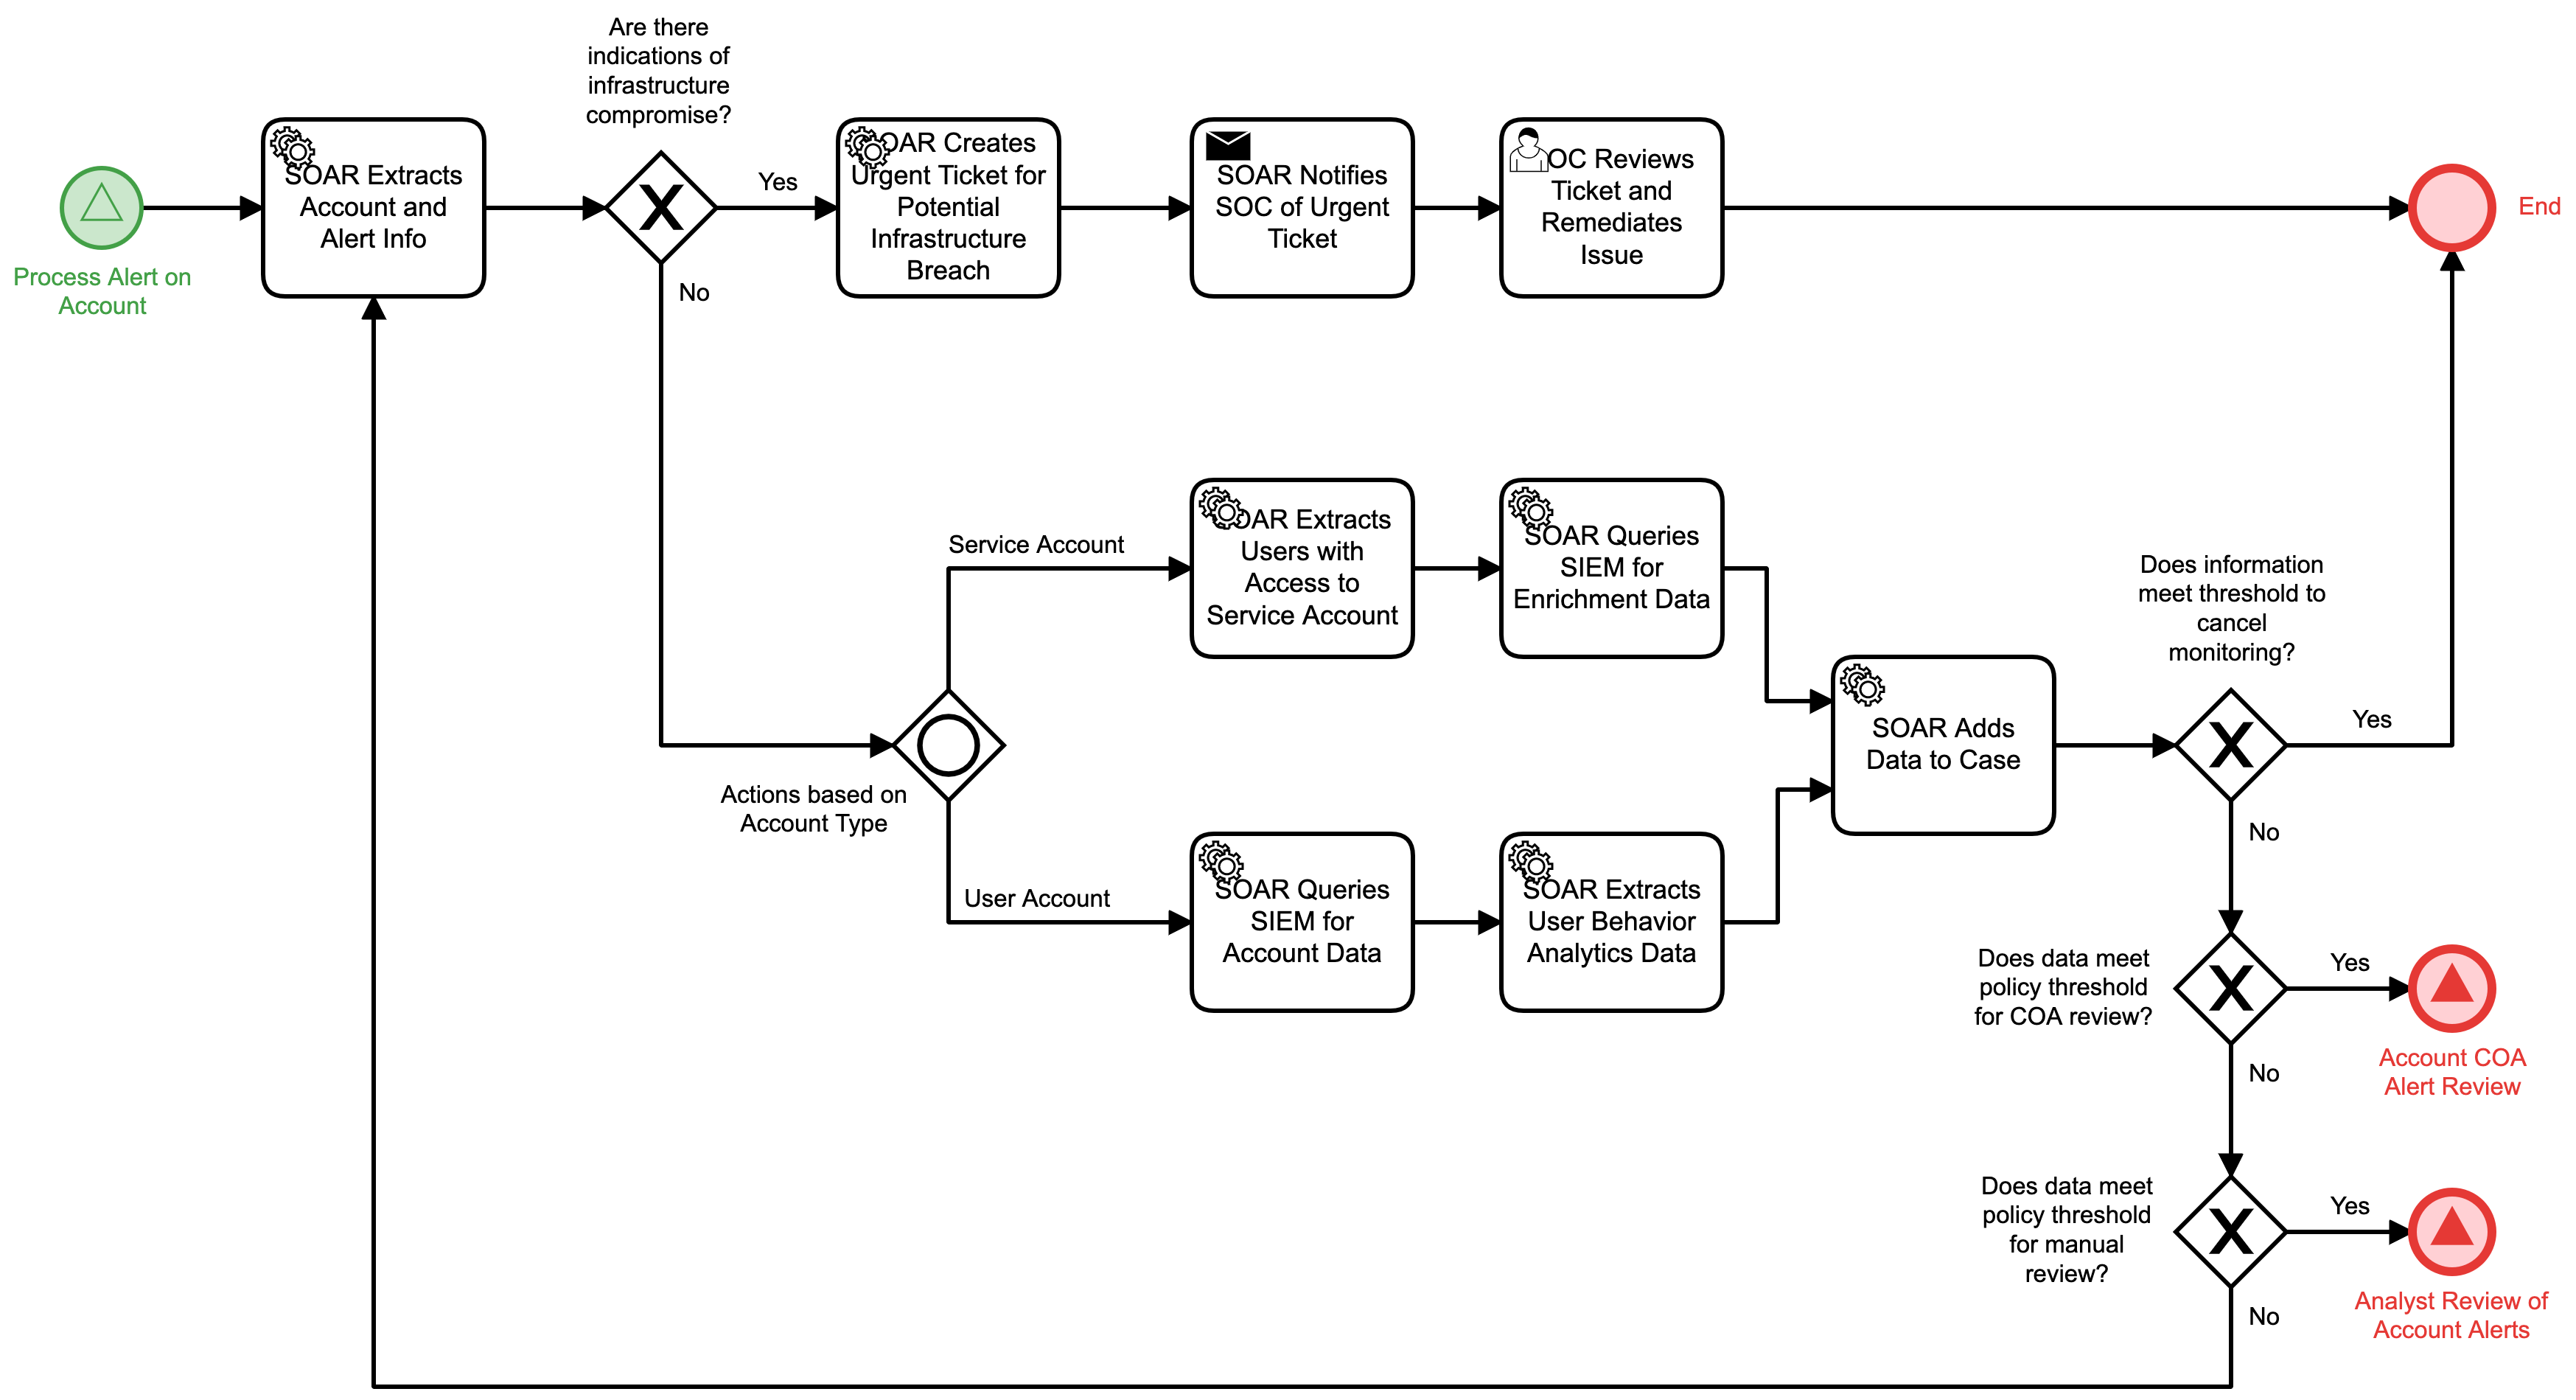 Are there
indications of
infrastructure
compromise?
Process Alert on
Account
SOAR Extracts
Account and
Alert Info
Yes
No
SOAR Creates
Urgent Ticket for
Potential
Infrastructure
Breach
SOAR Notifies
SOC of Urgent
Ticket
SOC Reviews
Ticket and
Remediates
Issue
End
Actions based on
Account Type
Service Account
SOAR Extracts
Users with
Access to
Service Account
SOAR Queries
SIEM for
Enrichment Data
User Account
SOAR Queries
SIEM for
Account Data
SOAR Extracts
User Behavior
Analytics Data
SOAR Adds
Data to Case
Does information
meet threshold to
cancel
monitoring?
Yes
No
Does data meet
policy threshold
for COA review?
Yes
Account COA
Alert Review
No
Does data meet
policy threshold
for manual
review?
Yes
Analyst Review of
Account Alerts
No